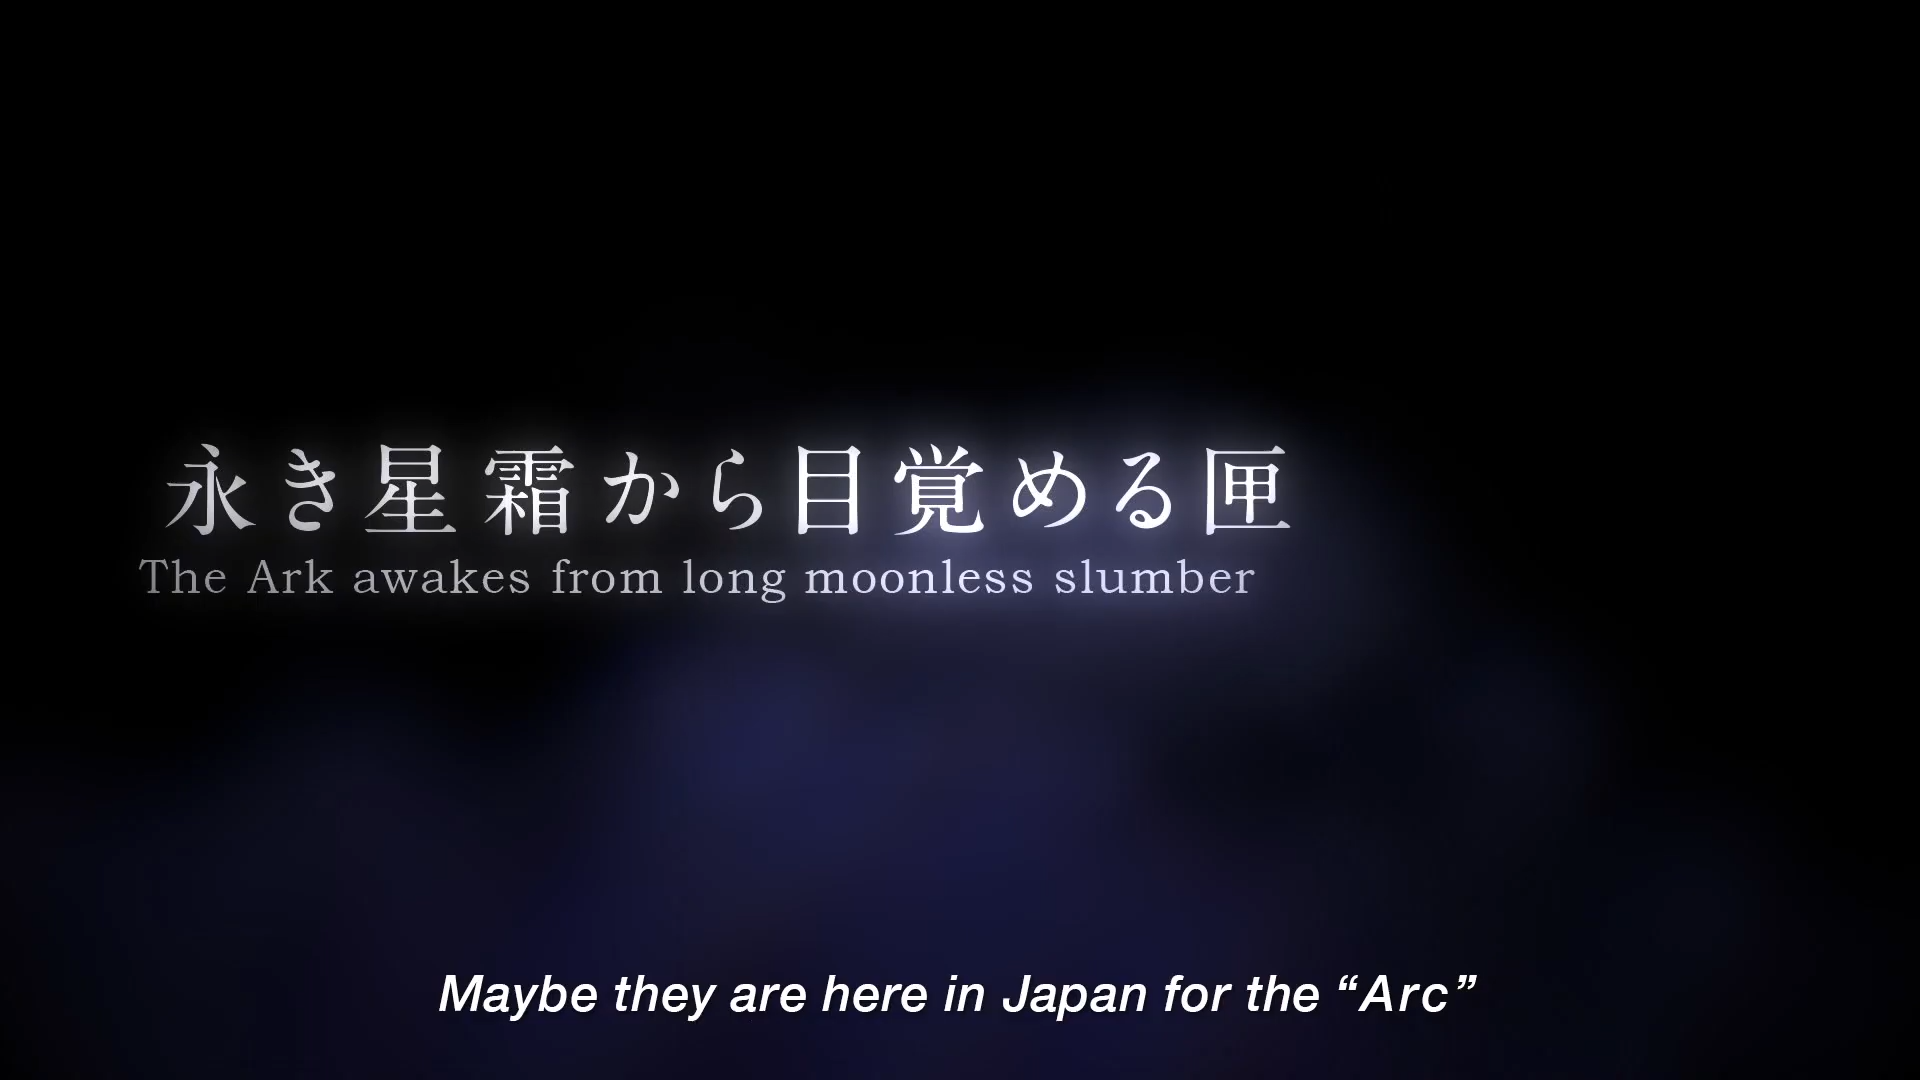 永き星霜から目覚める匣
The Ark awakes from long moonless slumber
Maybe they are here in Japan for the “Arc”